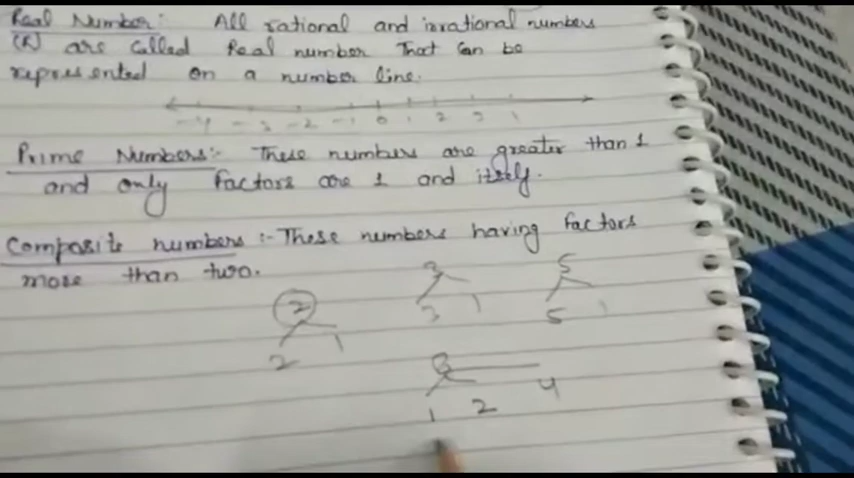 Real Number:- All rational and irrational numbers
(R) are called Real number That can be
represented on a number line.
-4 -3 -2 -1 0 1 2 3 1
Prime Numbers:- These numbers are greater than 1
and only factors are 1 and itself.
Composite numbers :- These numbers having factors
more than two.
2 3 5
2 1 3 1 5 1
8
1 2 4